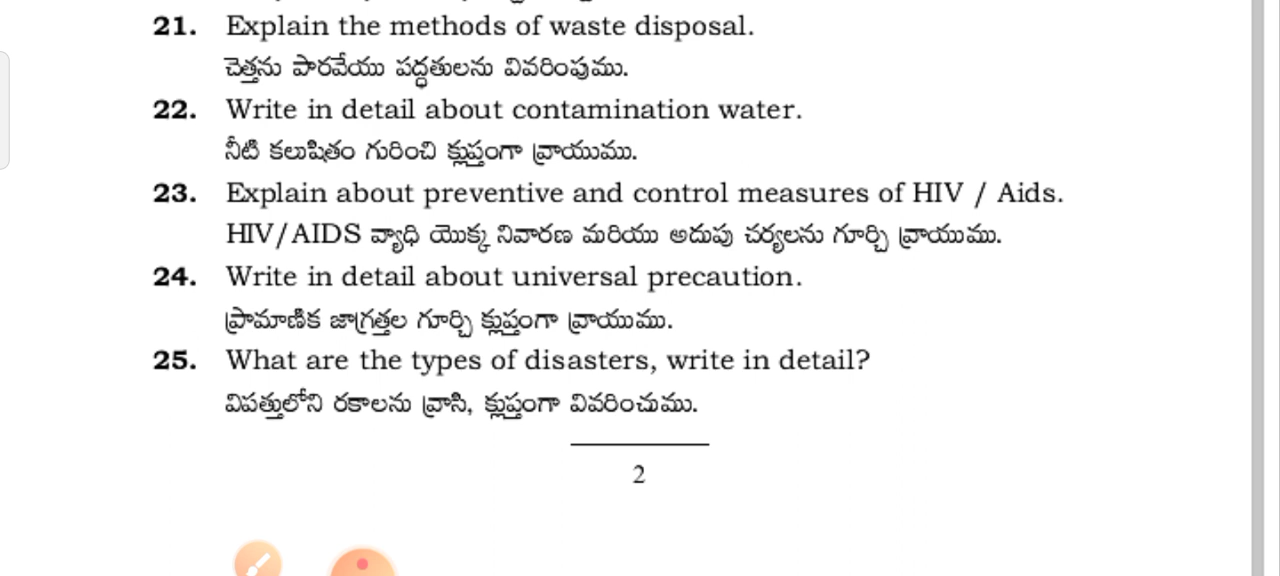 21. Explain the methods of waste disposal.
చెత్తను పారవేయు పద్ధతులను వివరింపుము.
22. Write in detail about contamination water.
నీటి కలుషితం గురించి క్లుప్తంగా వ్రాయుము.
23. Explain about preventive and control measures of HIV / Aids.
HIV/AIDS వ్యాధి యొక్క నివారణ మరియు అదుపు చర్యలను గూర్చి వ్రాయుము.
24. Write in detail about universal precaution.
ప్రామాణిక జాగ్రత్తల గూర్చి క్లుప్తంగా వ్రాయుము.
25. What are the types of disasters, write in detail?
విపత్తులోని రకాలను వ్రాసి, క్లుప్తంగా వివరించుము.
2